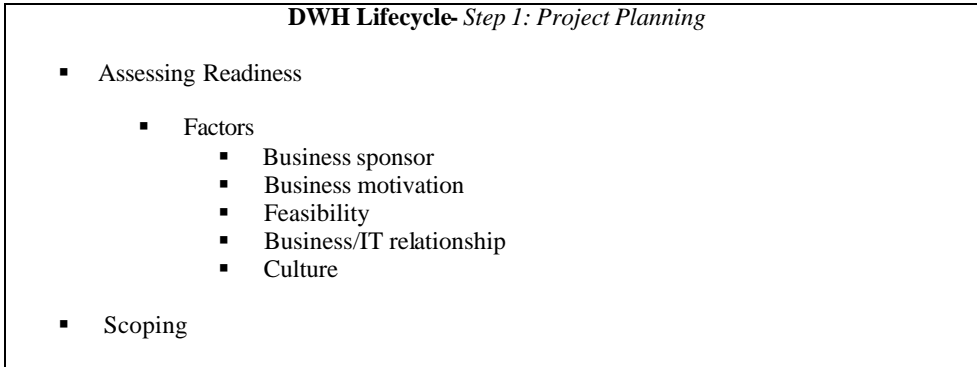 DWH Lifecycle- Step 1: Project Planning
▪ Assessing Readiness
▪ Factors
▪ Business sponsor
▪ Business motivation
▪ Feasibility
▪ Business/IT relationship
▪ Culture
▪ Scoping